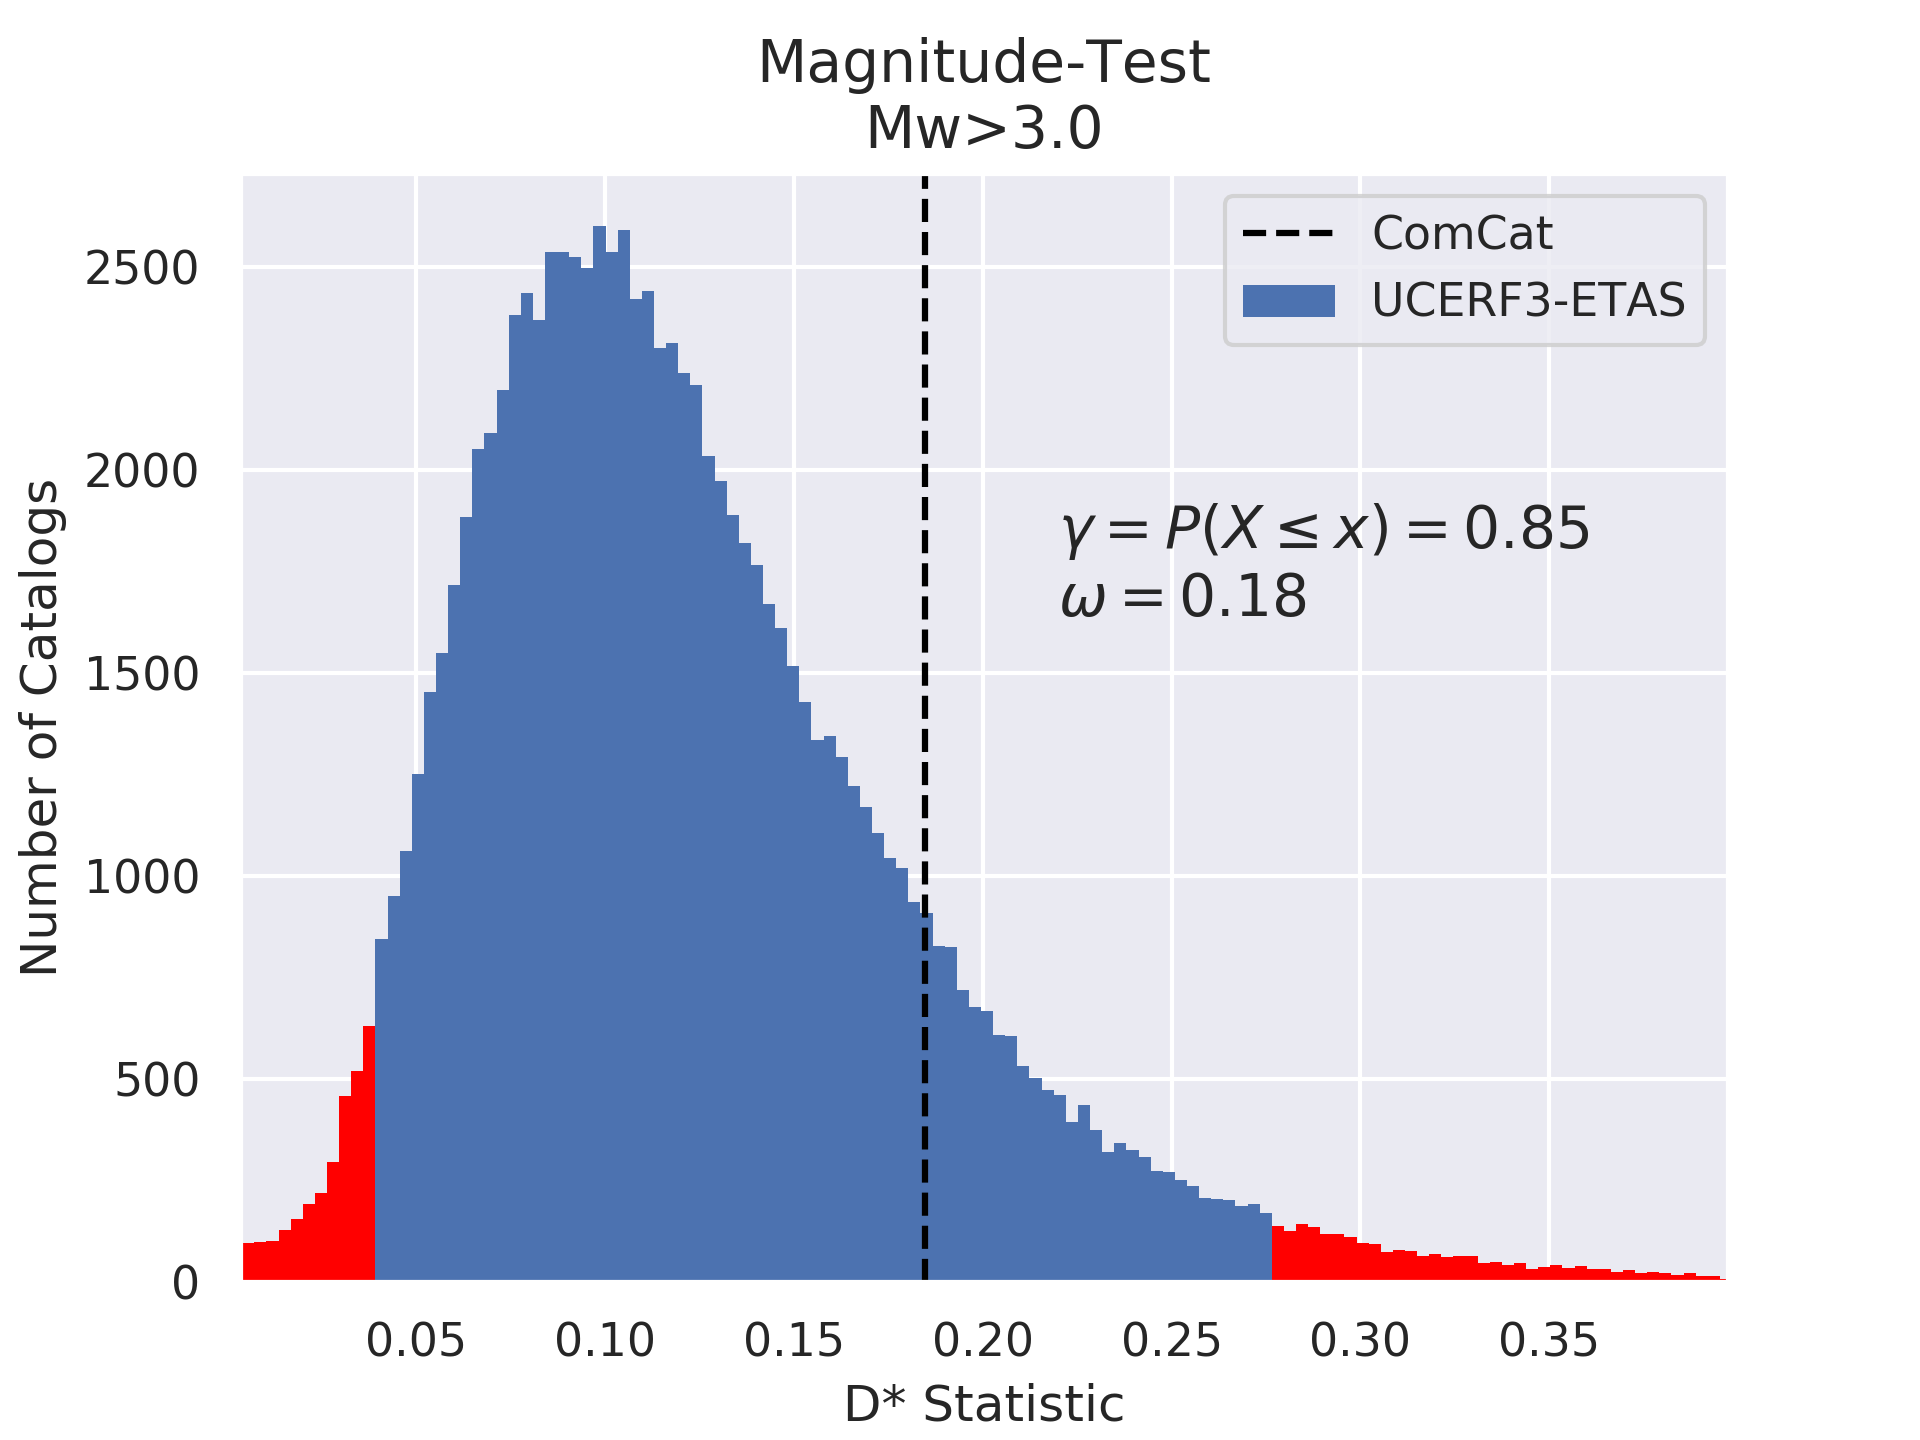 Magnitude-Test
Mw>3.0
ComCat
UCERF3-ETAS
γ = P(X ≤ x) = 0.85
ω = 0.18
Number of Catalogs
2500
2000
1500
1000
500
0
0.05 0.10 0.15 0.20 0.25 0.30 0.35
D* Statistic